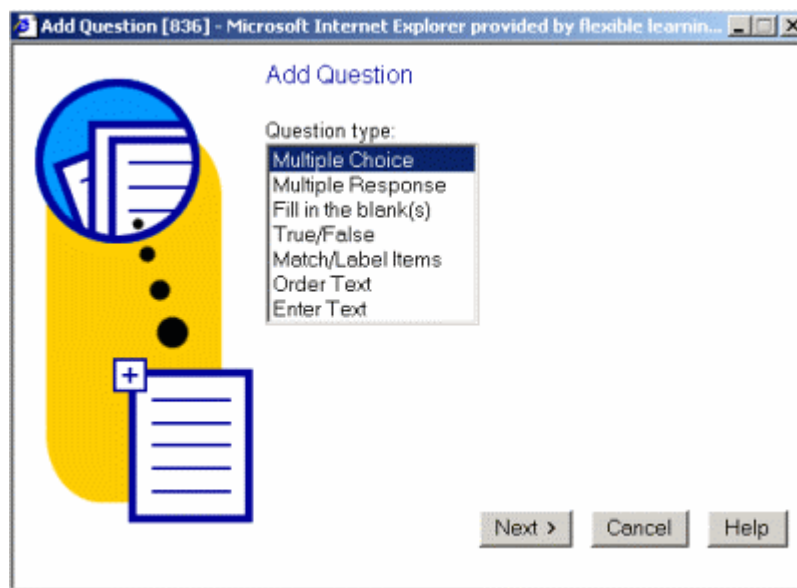 Add Question [836] - Microsoft Internet Explorer provided by flexible learnin...
Add Question
Question type:
Multiple Choice
Multiple Response
Fill in the blank(s)
True/False
Match/Label Items
Order Text
Enter Text
Next > Cancel Help